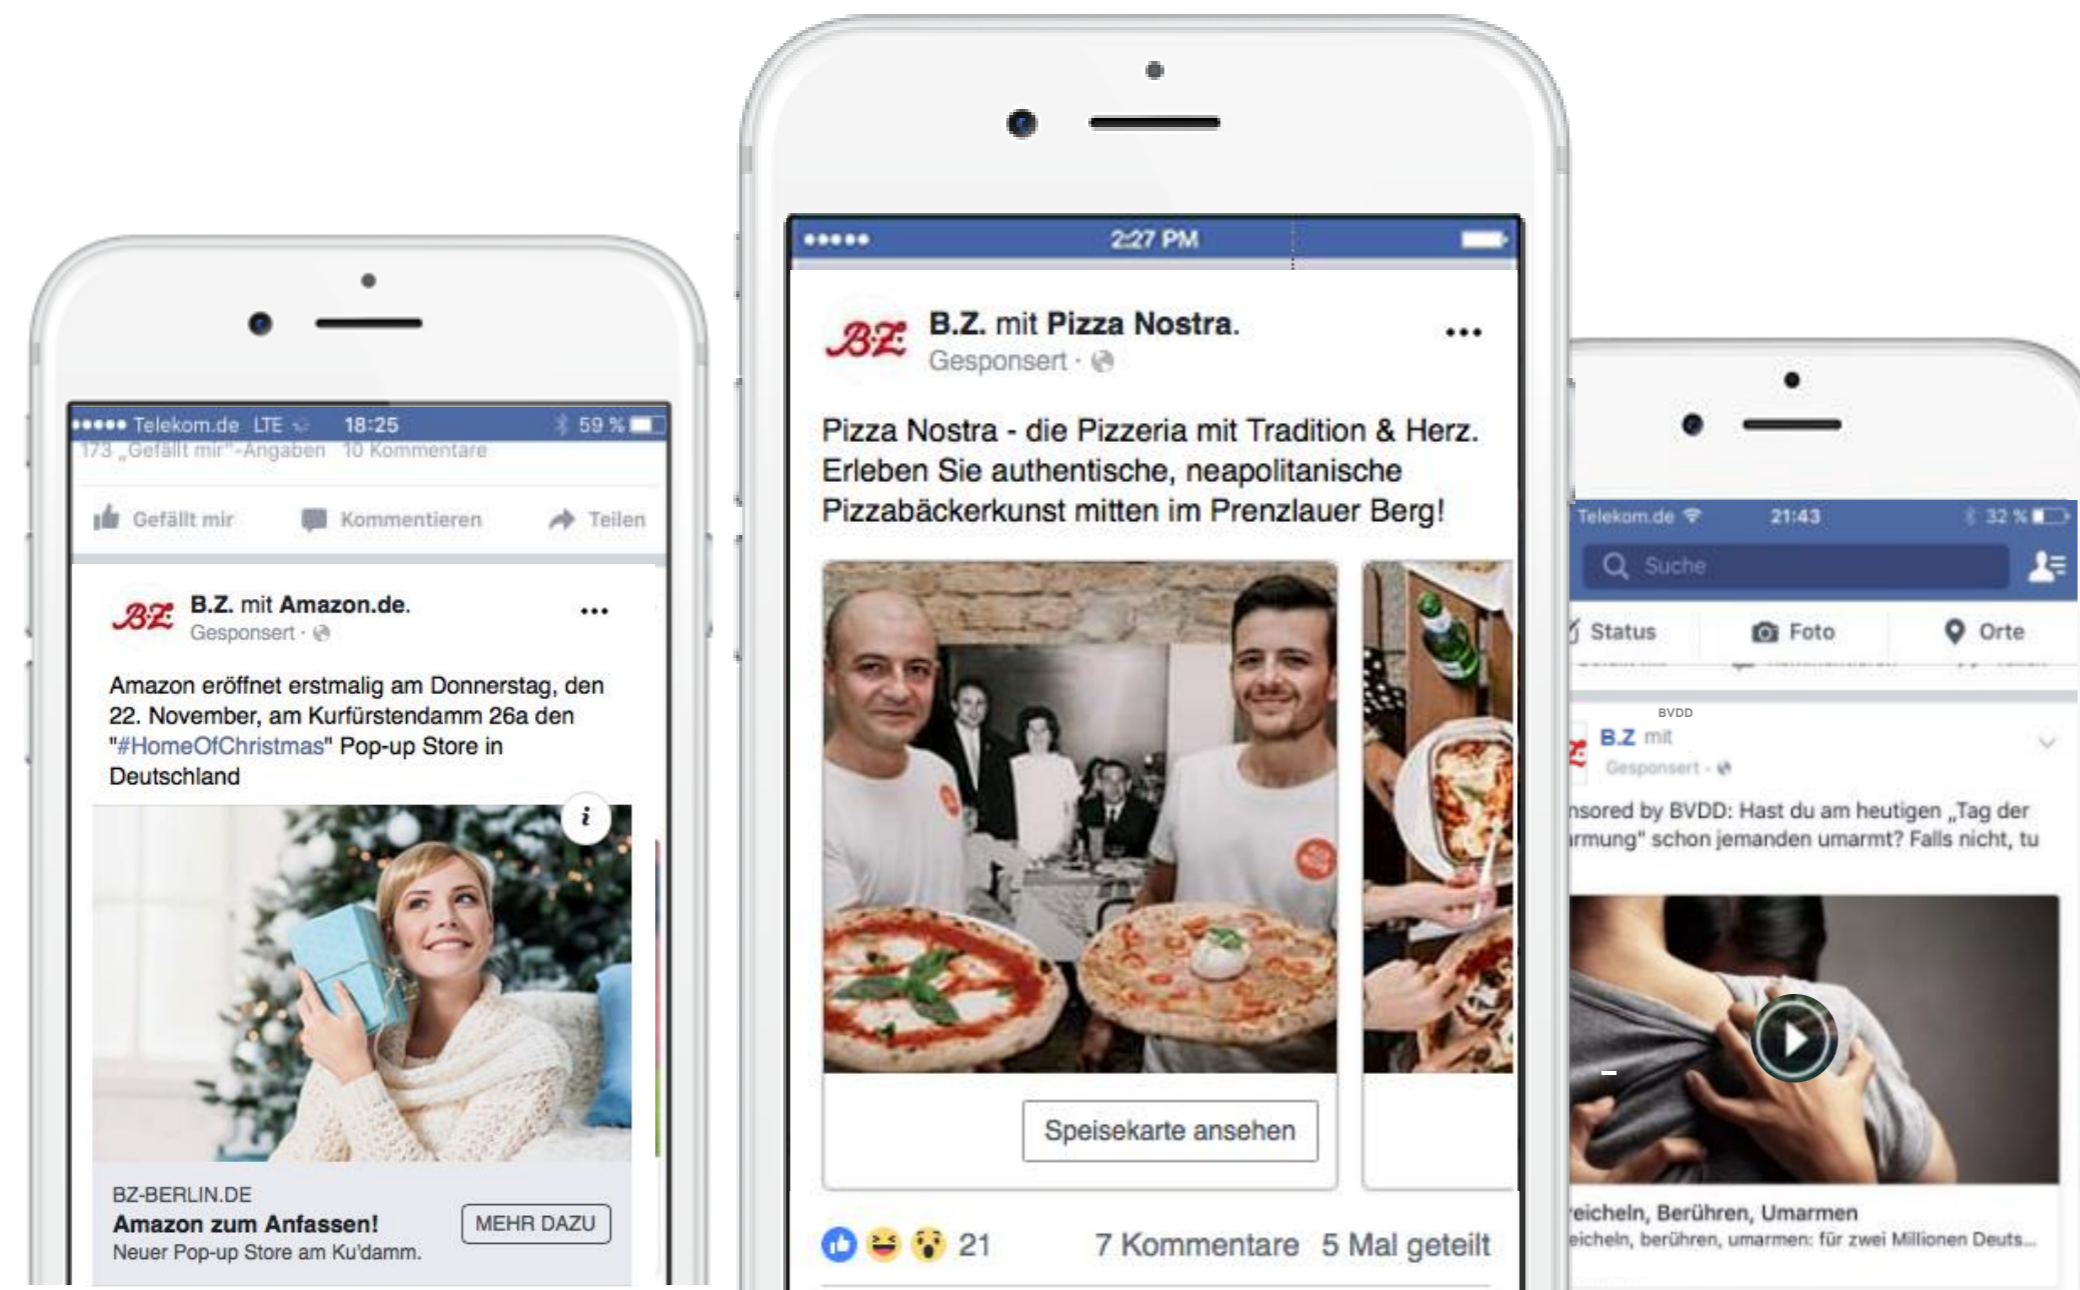 Telekom.de LTE 18:25 59 %
173 „Gefällt mir"-Angaben 10 Kommentare
Gefällt mir Kommentieren Teilen
B.Z. B.Z. mit Amazon.de. •••
Gesponsert ·
Amazon eröffnet erstmalig am Donnerstag, den
22. November, am Kurfürstendamm 26a den
"#HomeOfChristmas" Pop-up Store in
Deutschland
i
BZ-BERLIN.DE
Amazon zum Anfassen!
Neuer Pop-up Store am Ku'damm.
MEHR DAZU
2:27 PM
B.Z. B.Z. mit Pizza Nostra. •••
Gesponsert ·
Pizza Nostra - die Pizzeria mit Tradition & Herz.
Erleben Sie authentische, neapolitanische
Pizzabäckerkunst mitten im Prenzlauer Berg!
Speisekarte ansehen
21 7 Kommentare 5 Mal geteilt
Telekom.de 21:43 32 %
Suche
Status Foto Orte
BVDD
B.Z mit
Gesponsert ·
nsored by BVDD: Hast du am heutigen „Tag der
rmung" schon jemanden umarmt? Falls nicht, tu
eicheln, Berühren, Umarmen
eicheln, berühren, umarmen: für zwei Millionen Deuts...